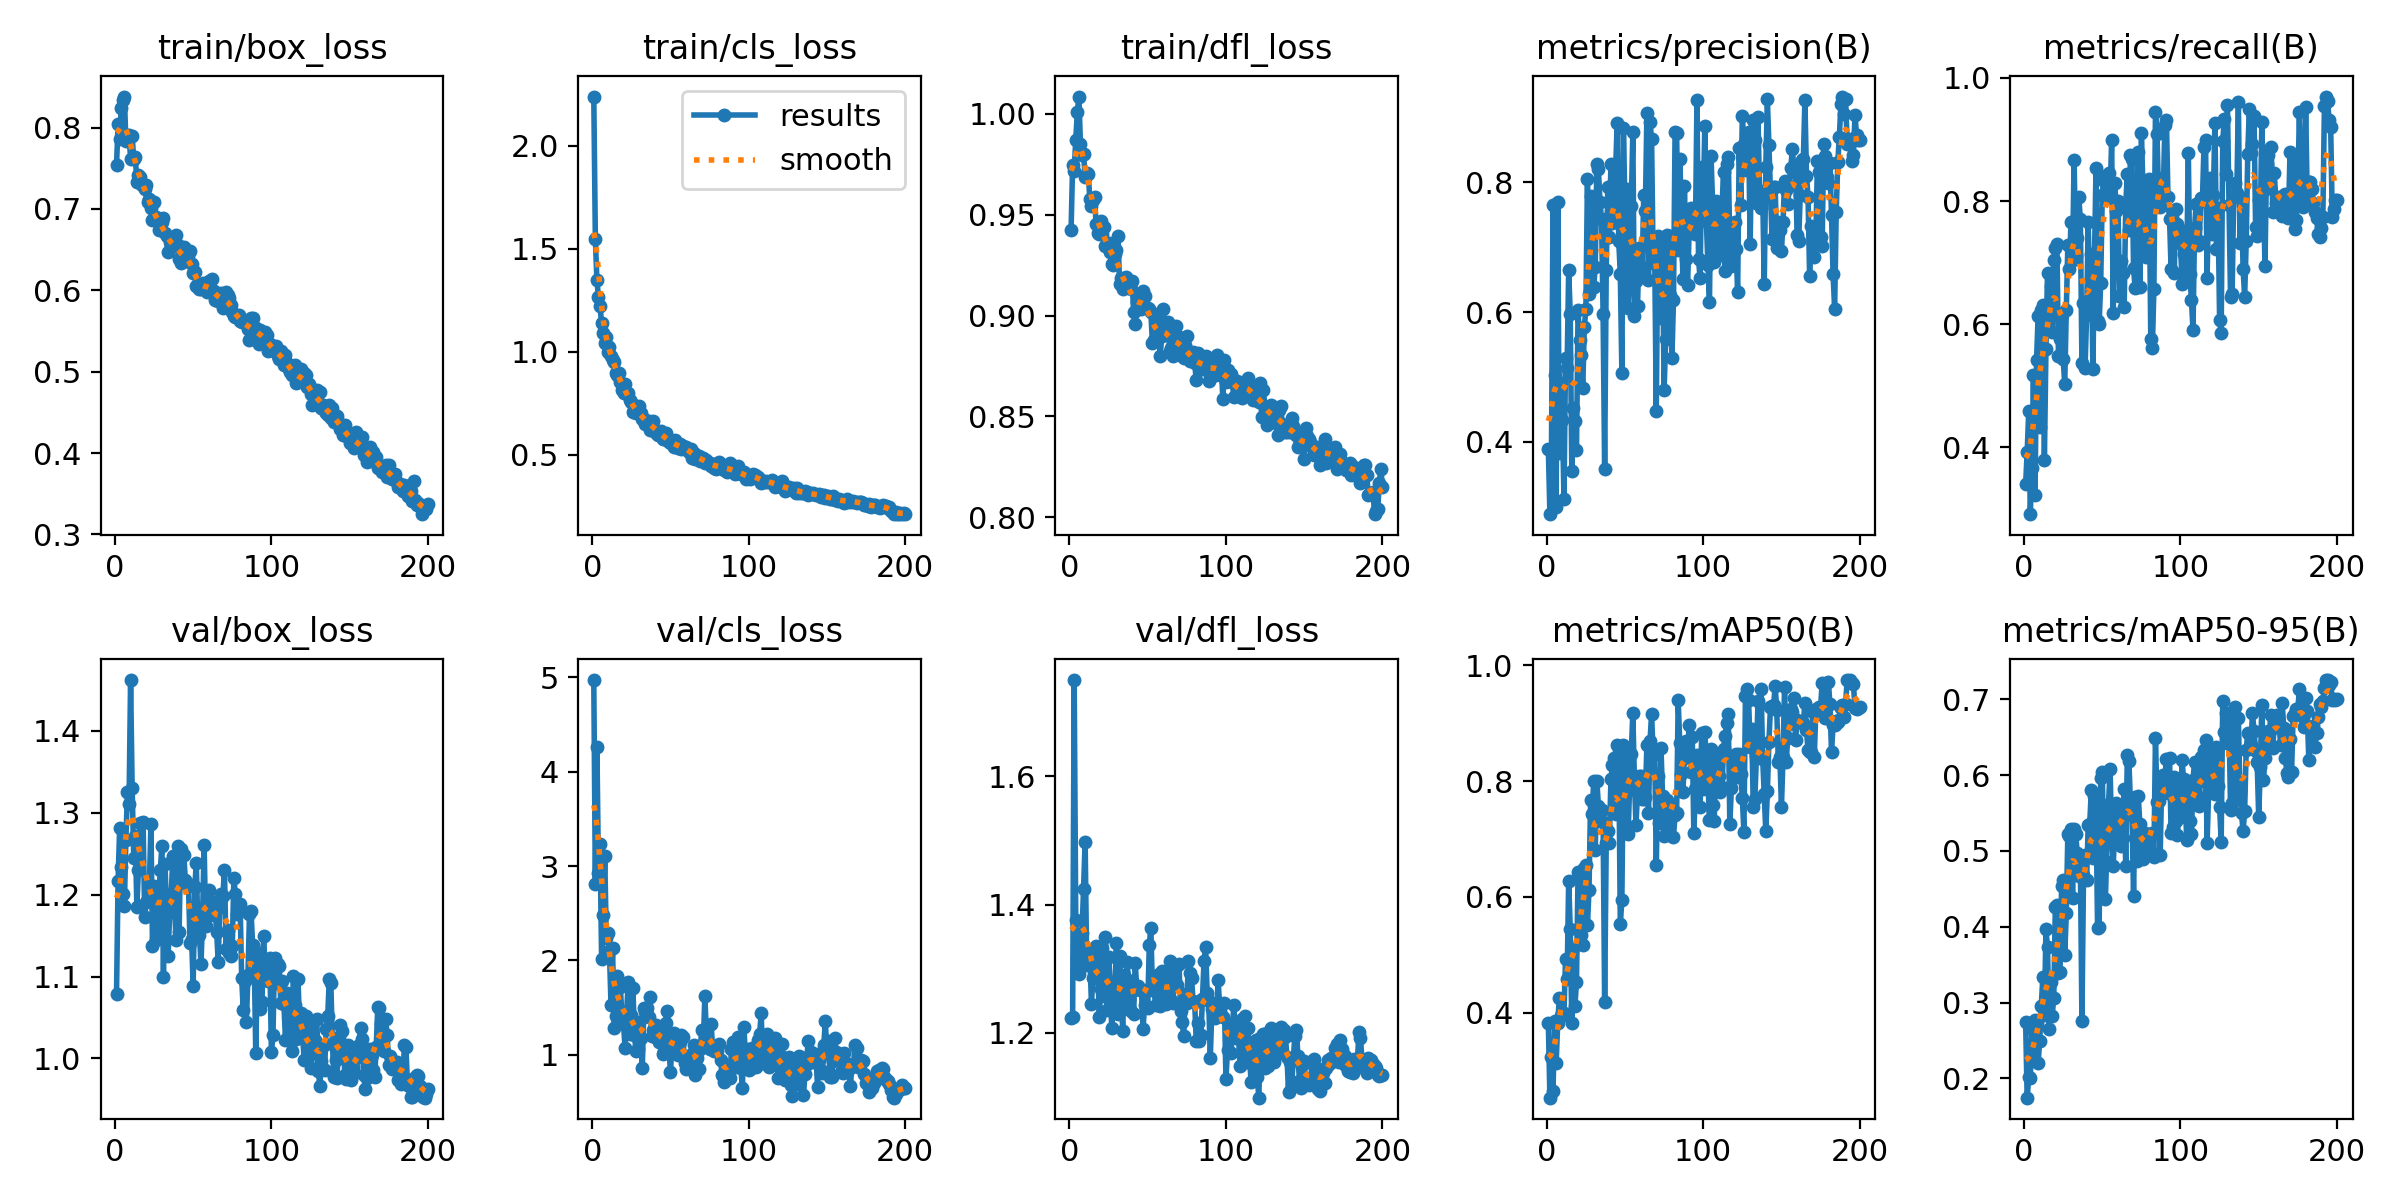 train/box_loss
0.8
0.7
0.6
0.5
0.4
0.3
0 100 200
train/cls_loss
results
smooth
2.0
1.5
1.0
0.5
0 100 200
train/dfl_loss
1.00
0.95
0.90
0.85
0.80
0 100 200
metrics/precision(B)
0.8
0.6
0.4
0 100 200
metrics/recall(B)
1.0
0.8
0.6
0.4
0 100 200
val/box_loss
1.4
1.3
1.2
1.1
1.0
0 100 200
val/cls_loss
5
4
3
2
1
0 100 200
val/dfl_loss
1.6
1.4
1.2
0 100 200
metrics/mAP50(B)
1.0
0.8
0.6
0.4
0 100 200
metrics/mAP50-95(B)
0.7
0.6
0.5
0.4
0.3
0.2
0 100 200